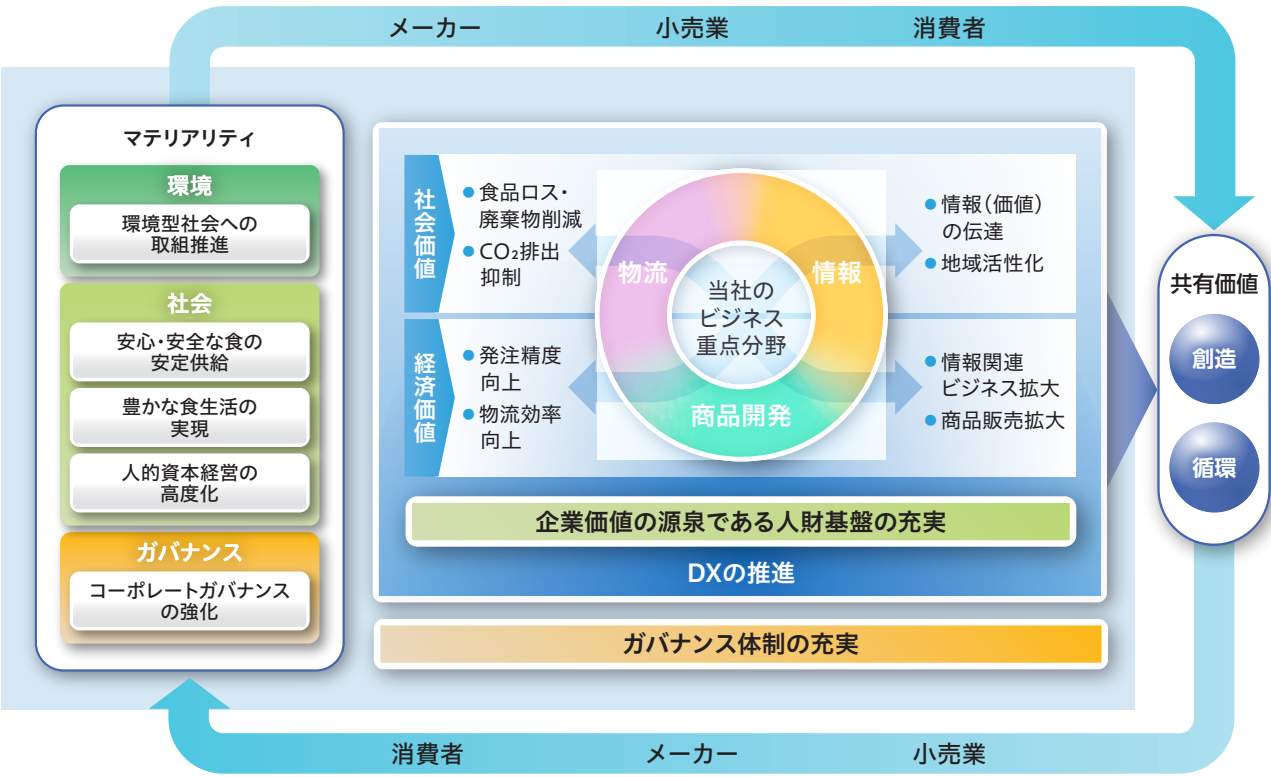 メーカー
小売業
消費者
マテリアリティ
環境
環境型社会への
取組推進
社会
安心・安全な食の
安定供給
豊かな食生活の
実現
人的資本経営の
高度化
ガバナンス
コーポレートガバナンス
の強化
社会価値
食品ロス・
廃棄物削減
CO₂排出
抑制
経済価値
発注精度
向上
物流効率
向上
物流
情報
商品開発
当社の
ビジネス
重点分野
情報（価値）
の伝達
地域活性化
情報関連
ビジネス拡大
商品販売拡大
企業価値の源泉である人財基盤の充実
DXの推進
ガバナンス体制の充実
共有価値
創造
循環
消費者
メーカー
小売業